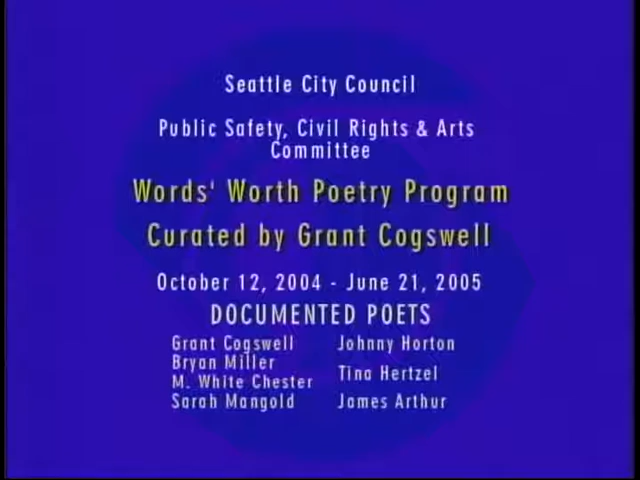 Seattle City Council
Public Safety, Civil Rights & Arts
Committee
Words' Worth Poetry Program
Curated by Grant Cogswell
October 12, 2004 - June 21, 2005
DOCUMENTED POETS
Grant Cogswell
Bryan Miller
M. White Chester
Sarah Mangold
Johnny Horton
Tina Hertzel
James Arthur